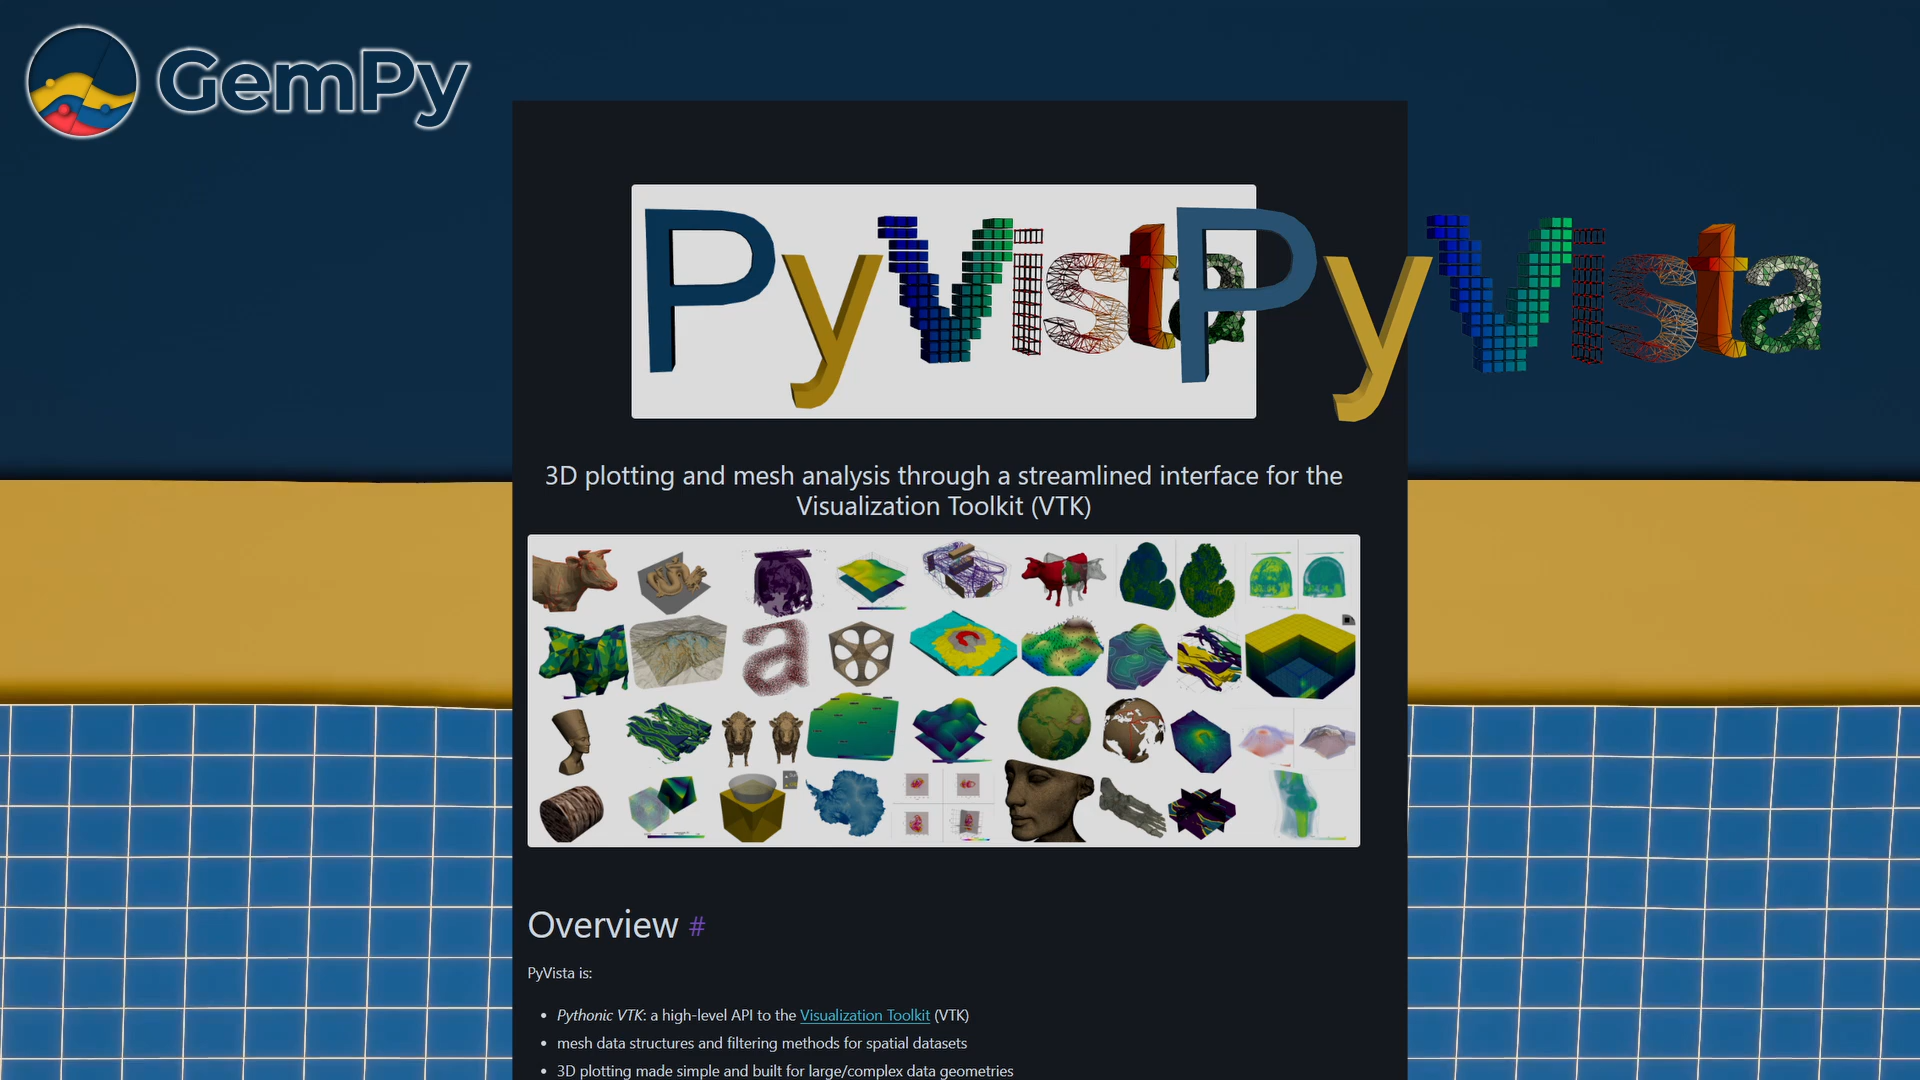 GemPy
PyVista
PyVista
3D plotting and mesh analysis through a streamlined interface for the
Visualization Toolkit (VTK)
a
Overview #
PyVista is:
• Pythonic VTK: a high-level API to the Visualization Toolkit (VTK)
• mesh data structures and filtering methods for spatial datasets
• 3D plotting made simple and built for large/complex data geometries